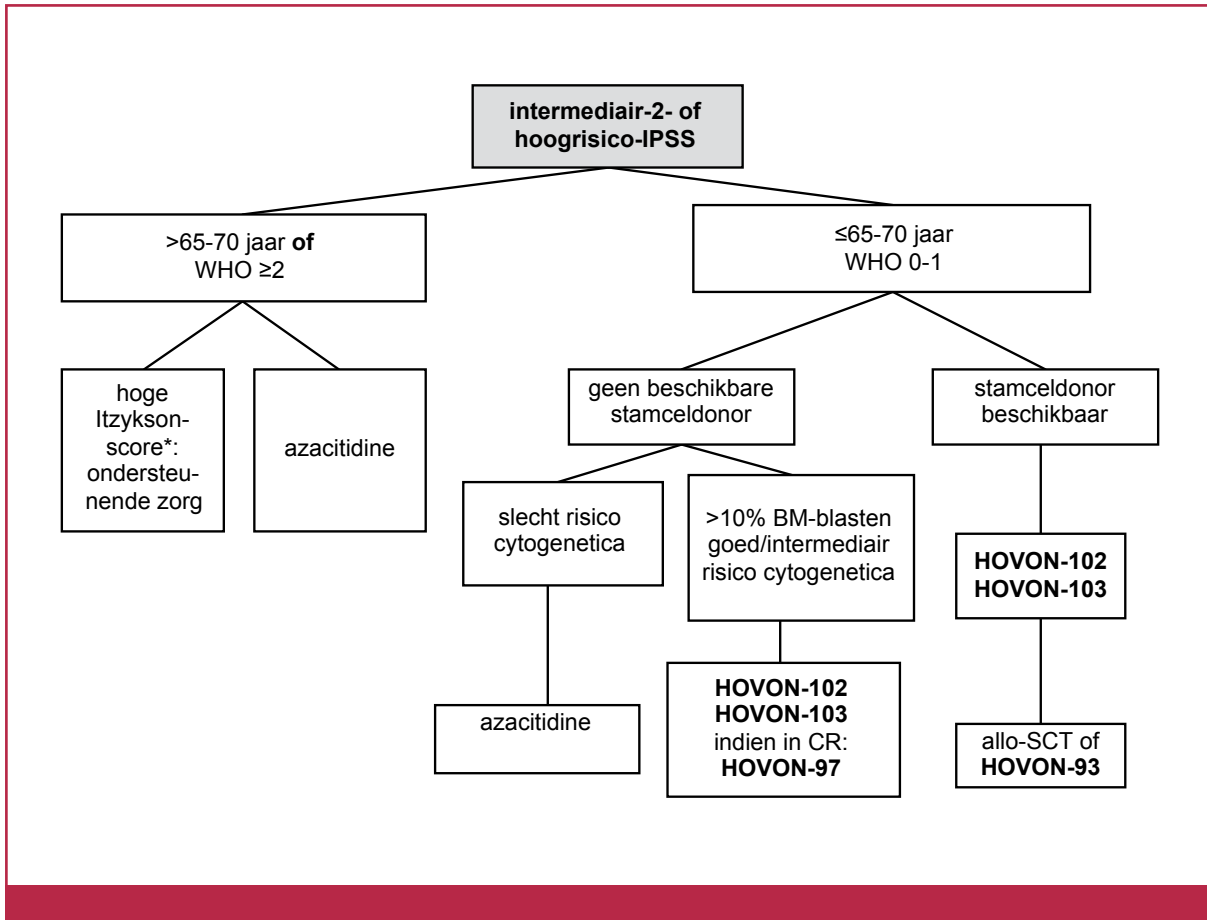 intermediair-2- of
hoogrisico-IPSS
>65-70 jaar of
WHO ≥2
≤65-70 jaar
WHO 0-1
hoge
Itzykson-
score*:
ondersteu-
nende zorg
azacitidine
geen beschikbare
stamceldonor
stamceldonor
beschikbaar
slecht risico
cytogenetica
>10% BM-blasten
goed/intermediair
risico cytogenetica
HOVON-102
HOVON-103
azacitidine
HOVON-102
HOVON-103
indien in CR:
HOVON-97
allo-SCT of
HOVON-93